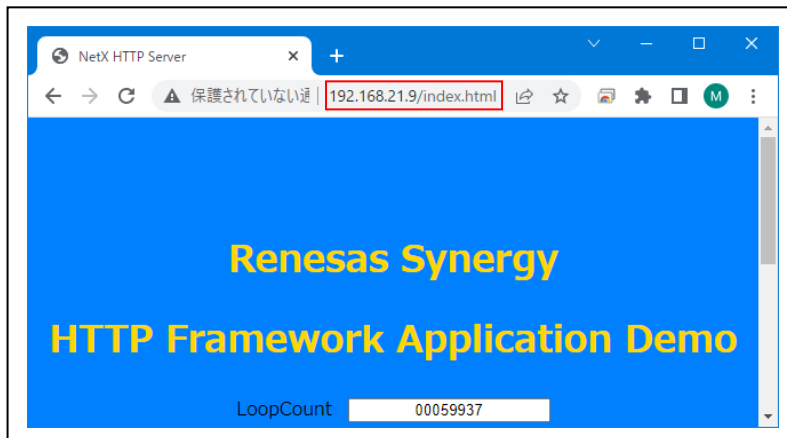 NetX HTTP Server
保護されていない通 192.168.21.9/index.html M
Renesas Synergy
HTTP Framework Application Demo
LoopCount 00059937